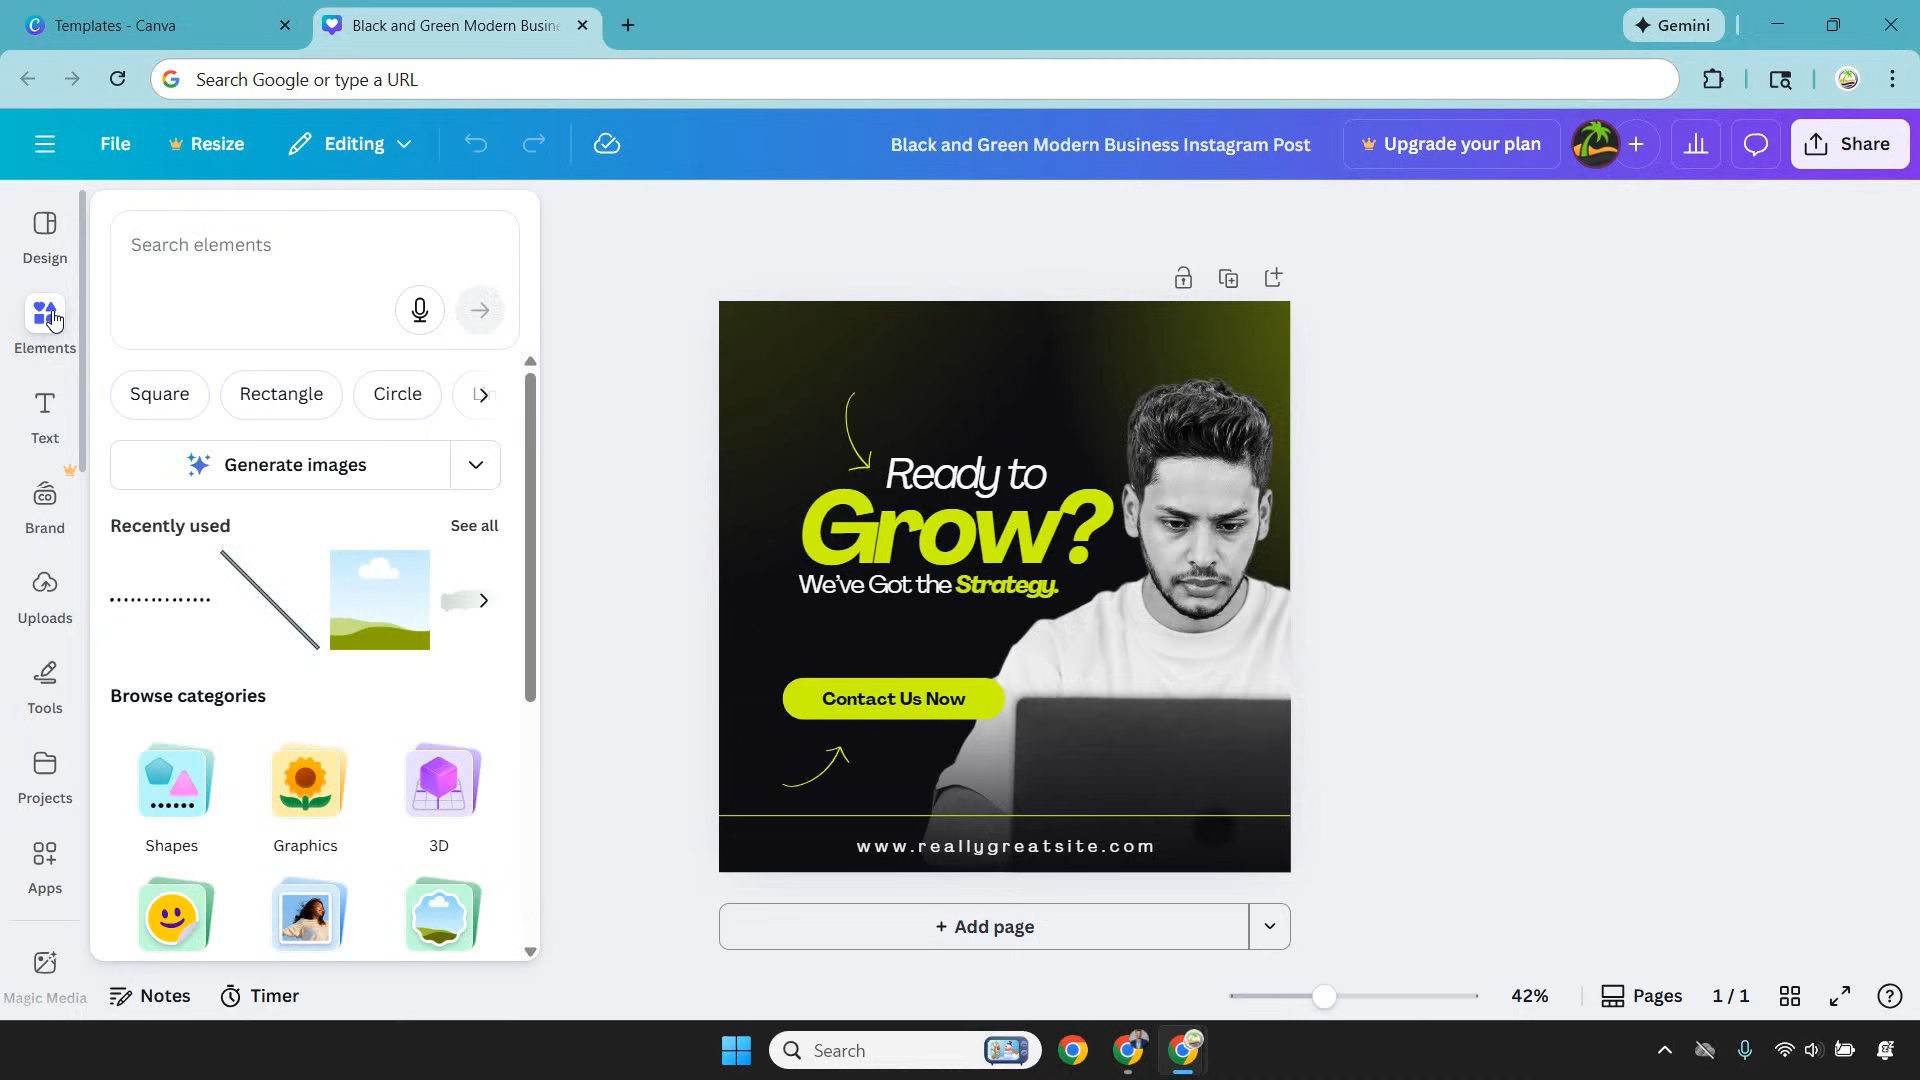 Templates - Canva
Black and Green Modern Busine
Gemini
Search Google or type a URL
File
Resize
Editing
Black and Green Modern Business Instagram Post
Upgrade your plan
Share
Design
Elements
Text
Brand
Uploads
Tools
Projects
Apps
Magic Media
Search elements
Square
Rectangle
Circle
Generate images
Recently used
See all
Browse categories
Shapes
Graphics
3D
Ready to
Grow?
We've Got the Strategy.
Contact Us Now
www.reallygreatsite.com
+ Add page
Notes
Timer
42%
Pages
1 / 1
Search